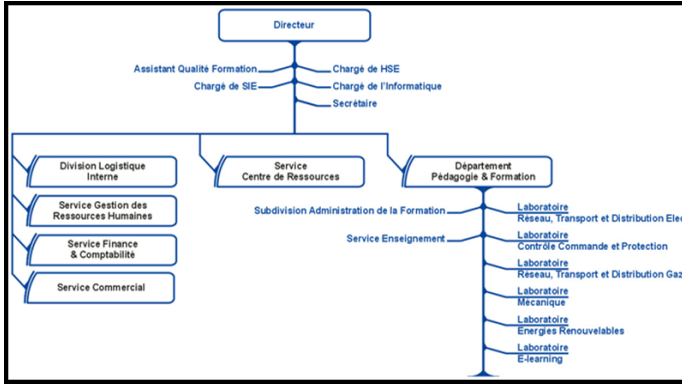 Directeur
Assistant Qualité Formation
Chargé de HSE
Chargé de SIE
Chargé de l'Informatique
Secrétaire
Division Logistique
Interne
Service
Centre de Ressources
Département
Pédagogie & Formation
Service Gestion des
Ressources Humaines
Service Finance
& Comptabilité
Service Commercial
Subdivision Administration de la Formation
Service Enseignement
Laboratoire
Réseau, Transport et Distribution Elec
Laboratoire
Contrôle Commande et Protection
Laboratoire
Réseau, Transport et Distribution Gaz
Laboratoire
Mécanique
Laboratoire
Energies Renouvelables
Laboratoire
E-learning